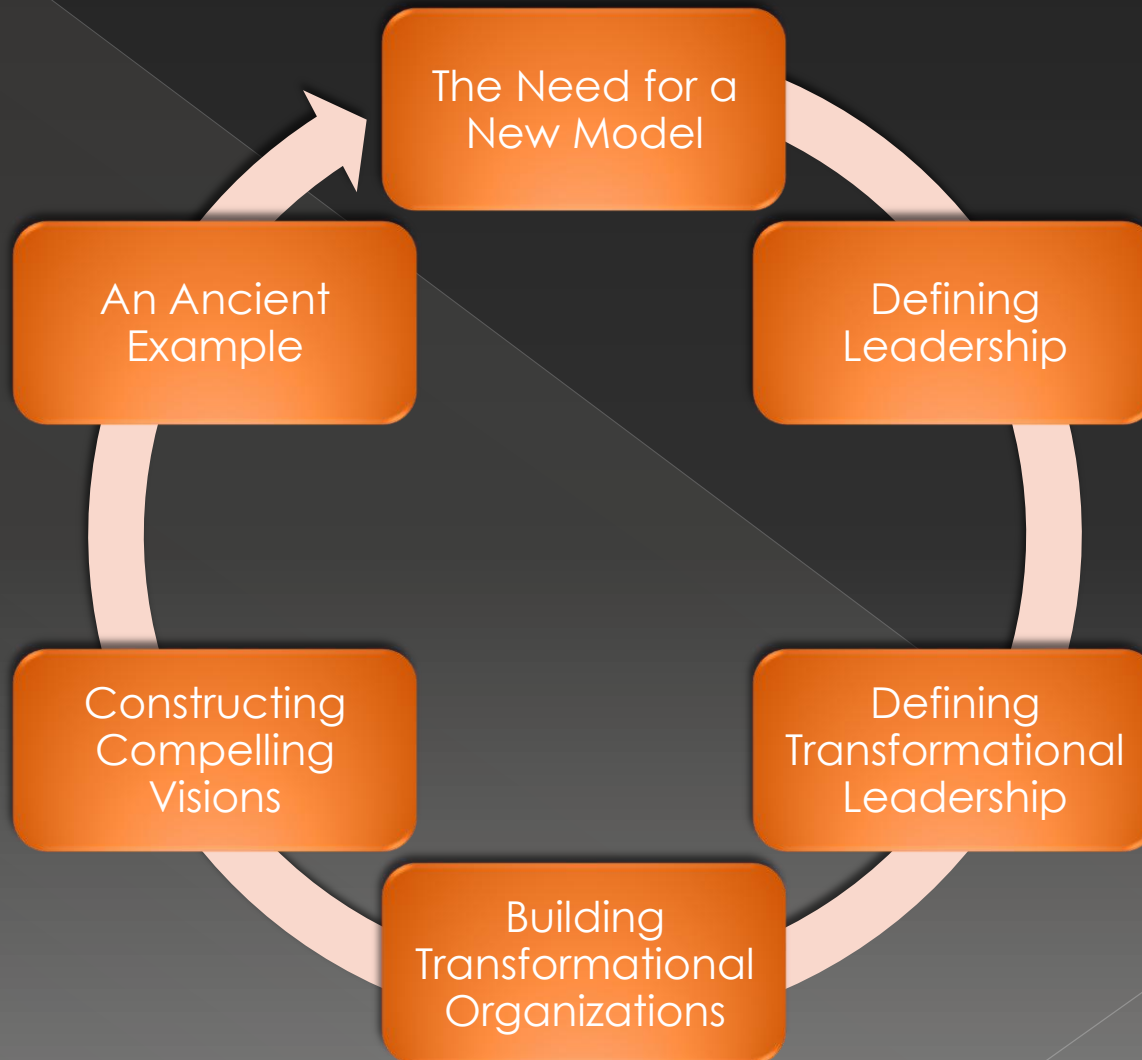 The Need for a
New Model
Defining
Leadership
Defining
Transformational
Leadership
Building
Transformational
Organizations
Constructing
Compelling
Visions
An Ancient
Example